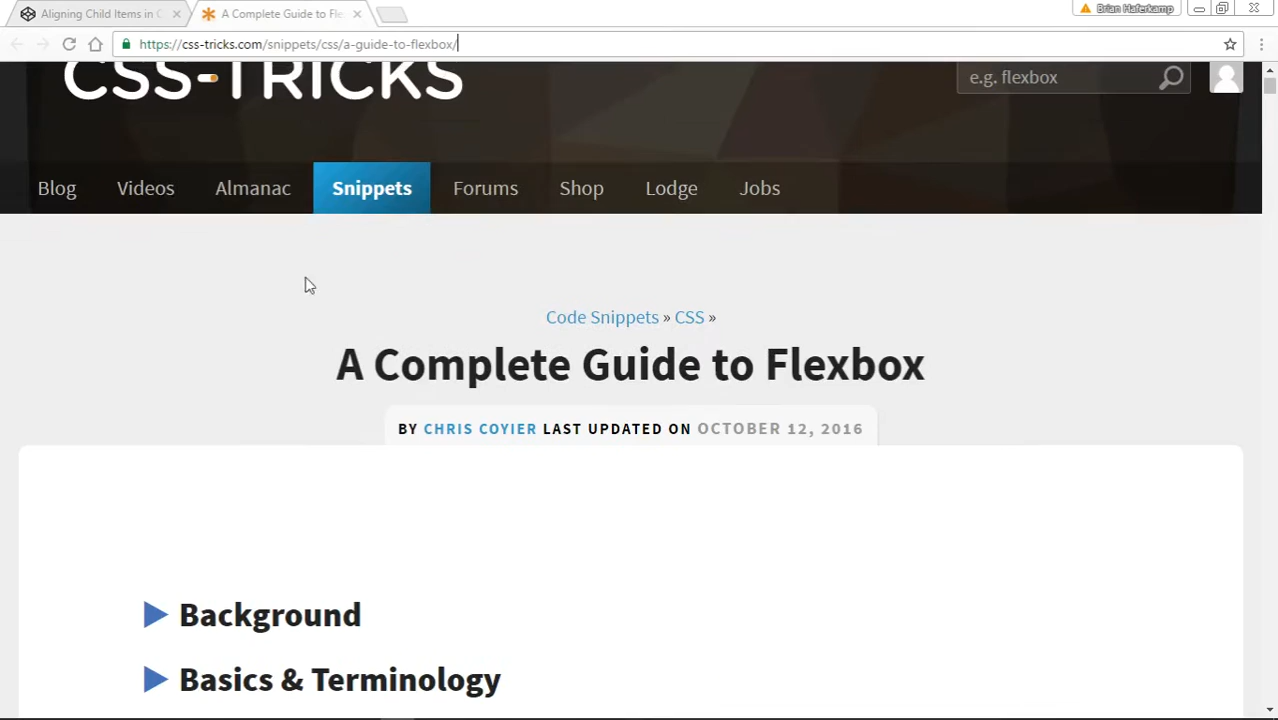 Aligning Child Items in C
A Complete Guide to Fle
Brian Haferkamp
https://css-tricks.com/snippets/css/a-guide-to-flexbox/
CSS-TRICKS
e.g. flexbox
Blog Videos Almanac Snippets Forums Shop Lodge Jobs
Code Snippets » CSS »
A Complete Guide to Flexbox
BY CHRIS COYIER LAST UPDATED ON OCTOBER 12, 2016
Background
Basics & Terminology